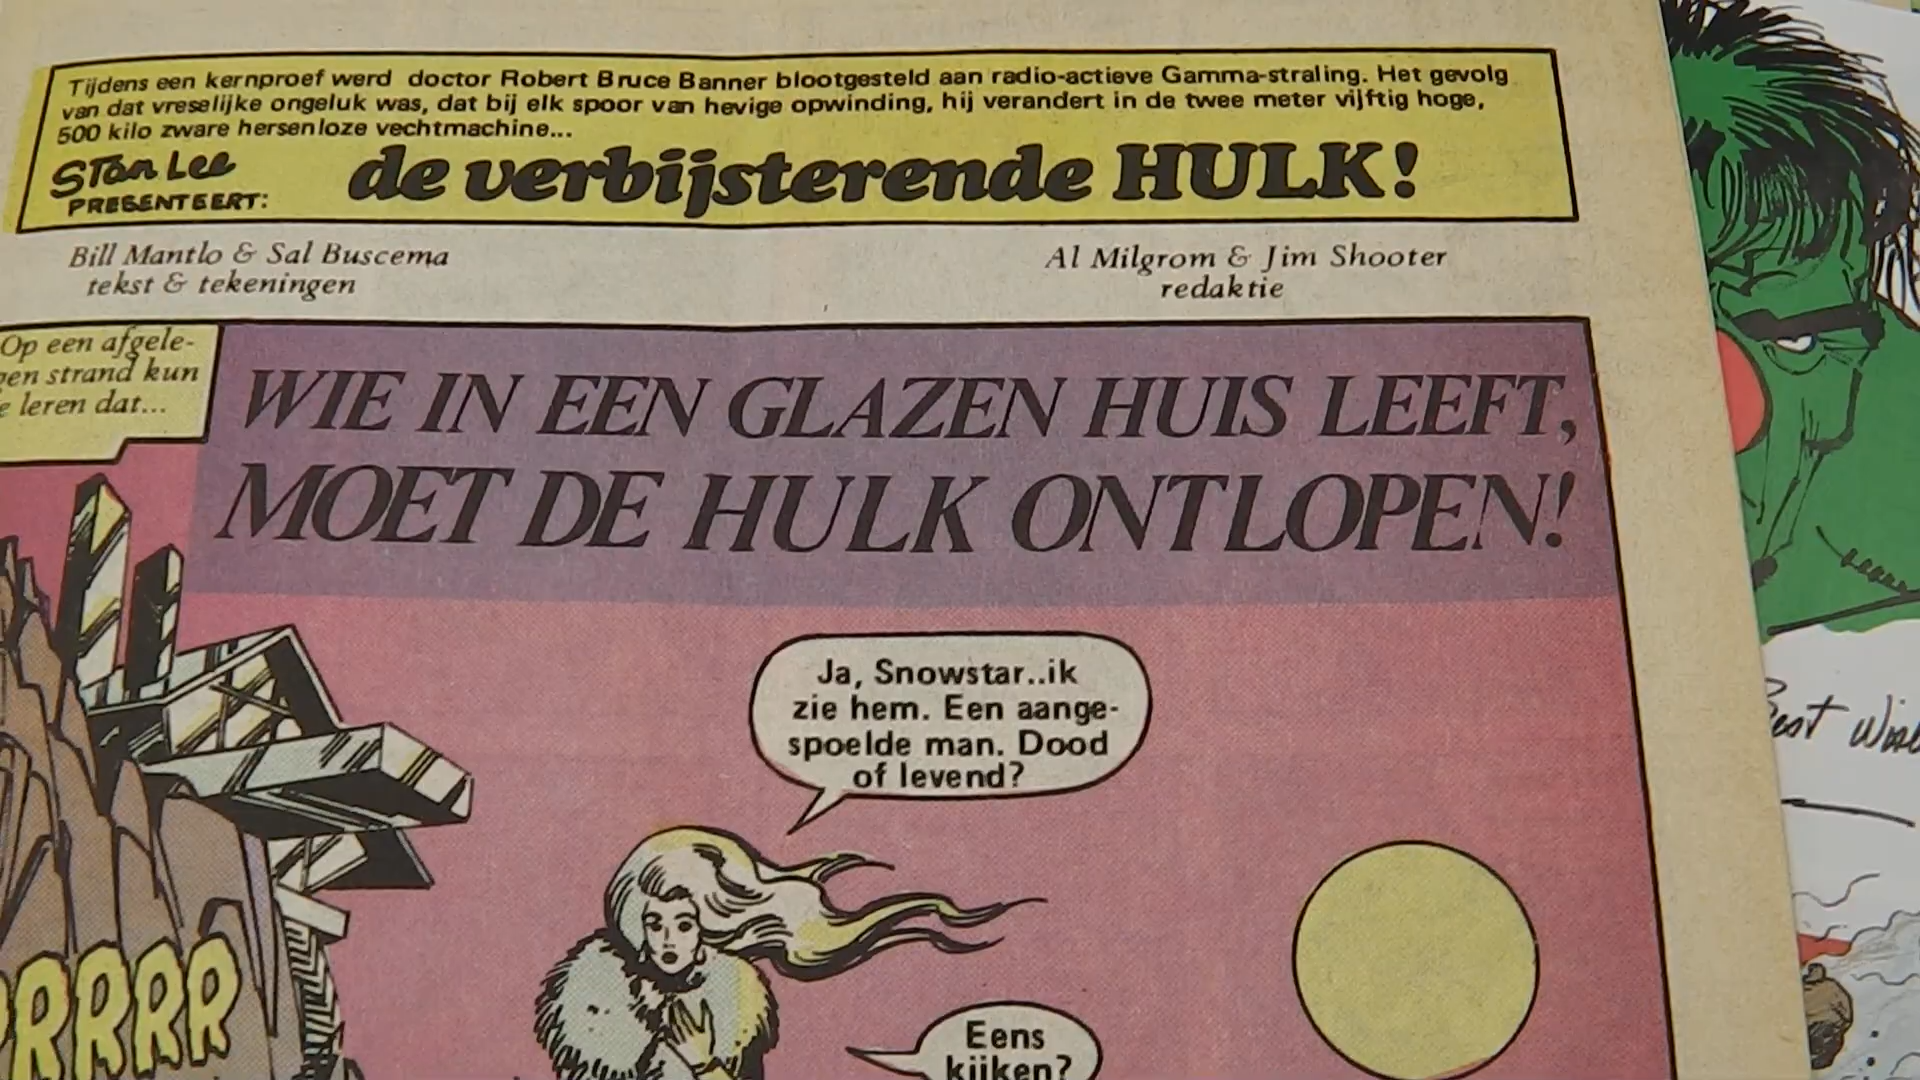 Tijdens een kernproef werd doctor Robert Bruce Banner blootgesteld aan radio-actieve Gamma-straling. Het gevolg
van dat vreselijke ongeluk was, dat bij elk spoor van hevige opwinding, hij verandert in de twee meter vijftig hoge,
500 kilo zware hersenloze vechtmachine...
Stan Lee
PRESENTEERT:
de verbijsterende HULK!
Bill Mantlo & Sal Buscema
tekst & tekeningen
Al Milgrom & Jim Shooter
redaktie
Op een afgele-
gen strand kun
leren dat...
WIE IN EEN GLAZEN HUIS LEEFT,
MOET DE HULK ONTLOPEN!
Ja, Snowstar..ik
zie hem. Een aange-
spoelde man. Dood
of levend?
Eens
kijken?
RRRR
Best